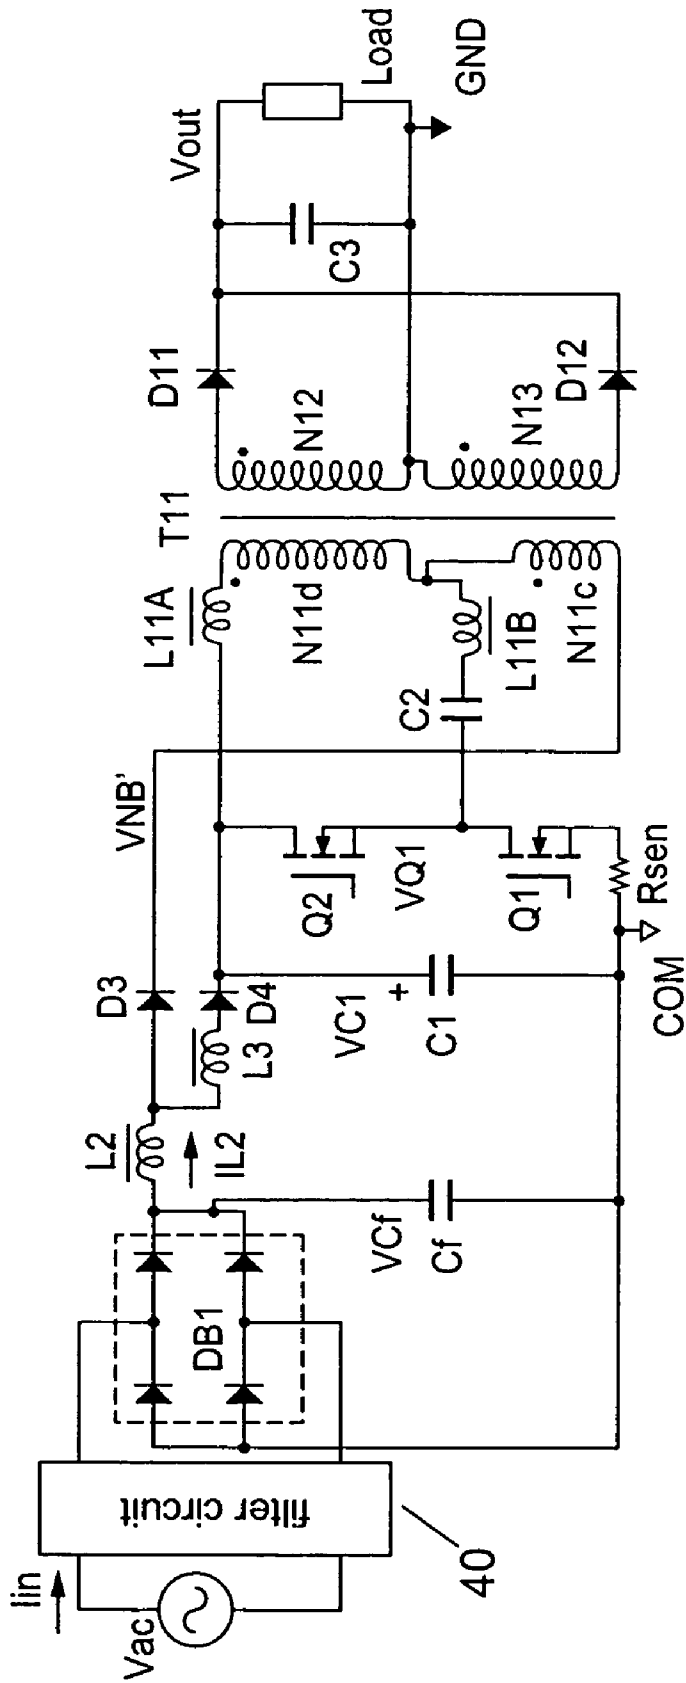 Iin
Vac
filter circuit
40
DB1
L2
IL2
VCf
Cf
D3
L3
D4
VNB'
VC1
+
C1
COM
Rsen
Q2
VQ1
Q1
C2
L11A
L11B
N11d
N11c
T11
N12
N13
D11
D12
C3
Vout
Load
GND